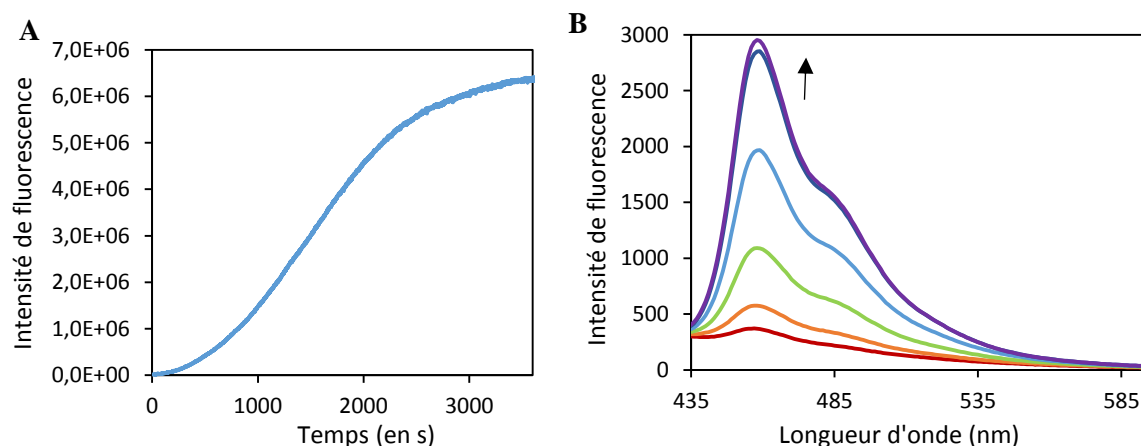 A
Intensité de fluorescence
7,0E+06
6,0E+06
5,0E+06
4,0E+06
3,0E+06
2,0E+06
1,0E+06
0,0E+00
0 1000 2000 3000
Temps (en s)
B
Intensité de fluorescence
3000
2500
2000
1500
1000
500
0
435 485 535 585
Longueur d'onde (nm)